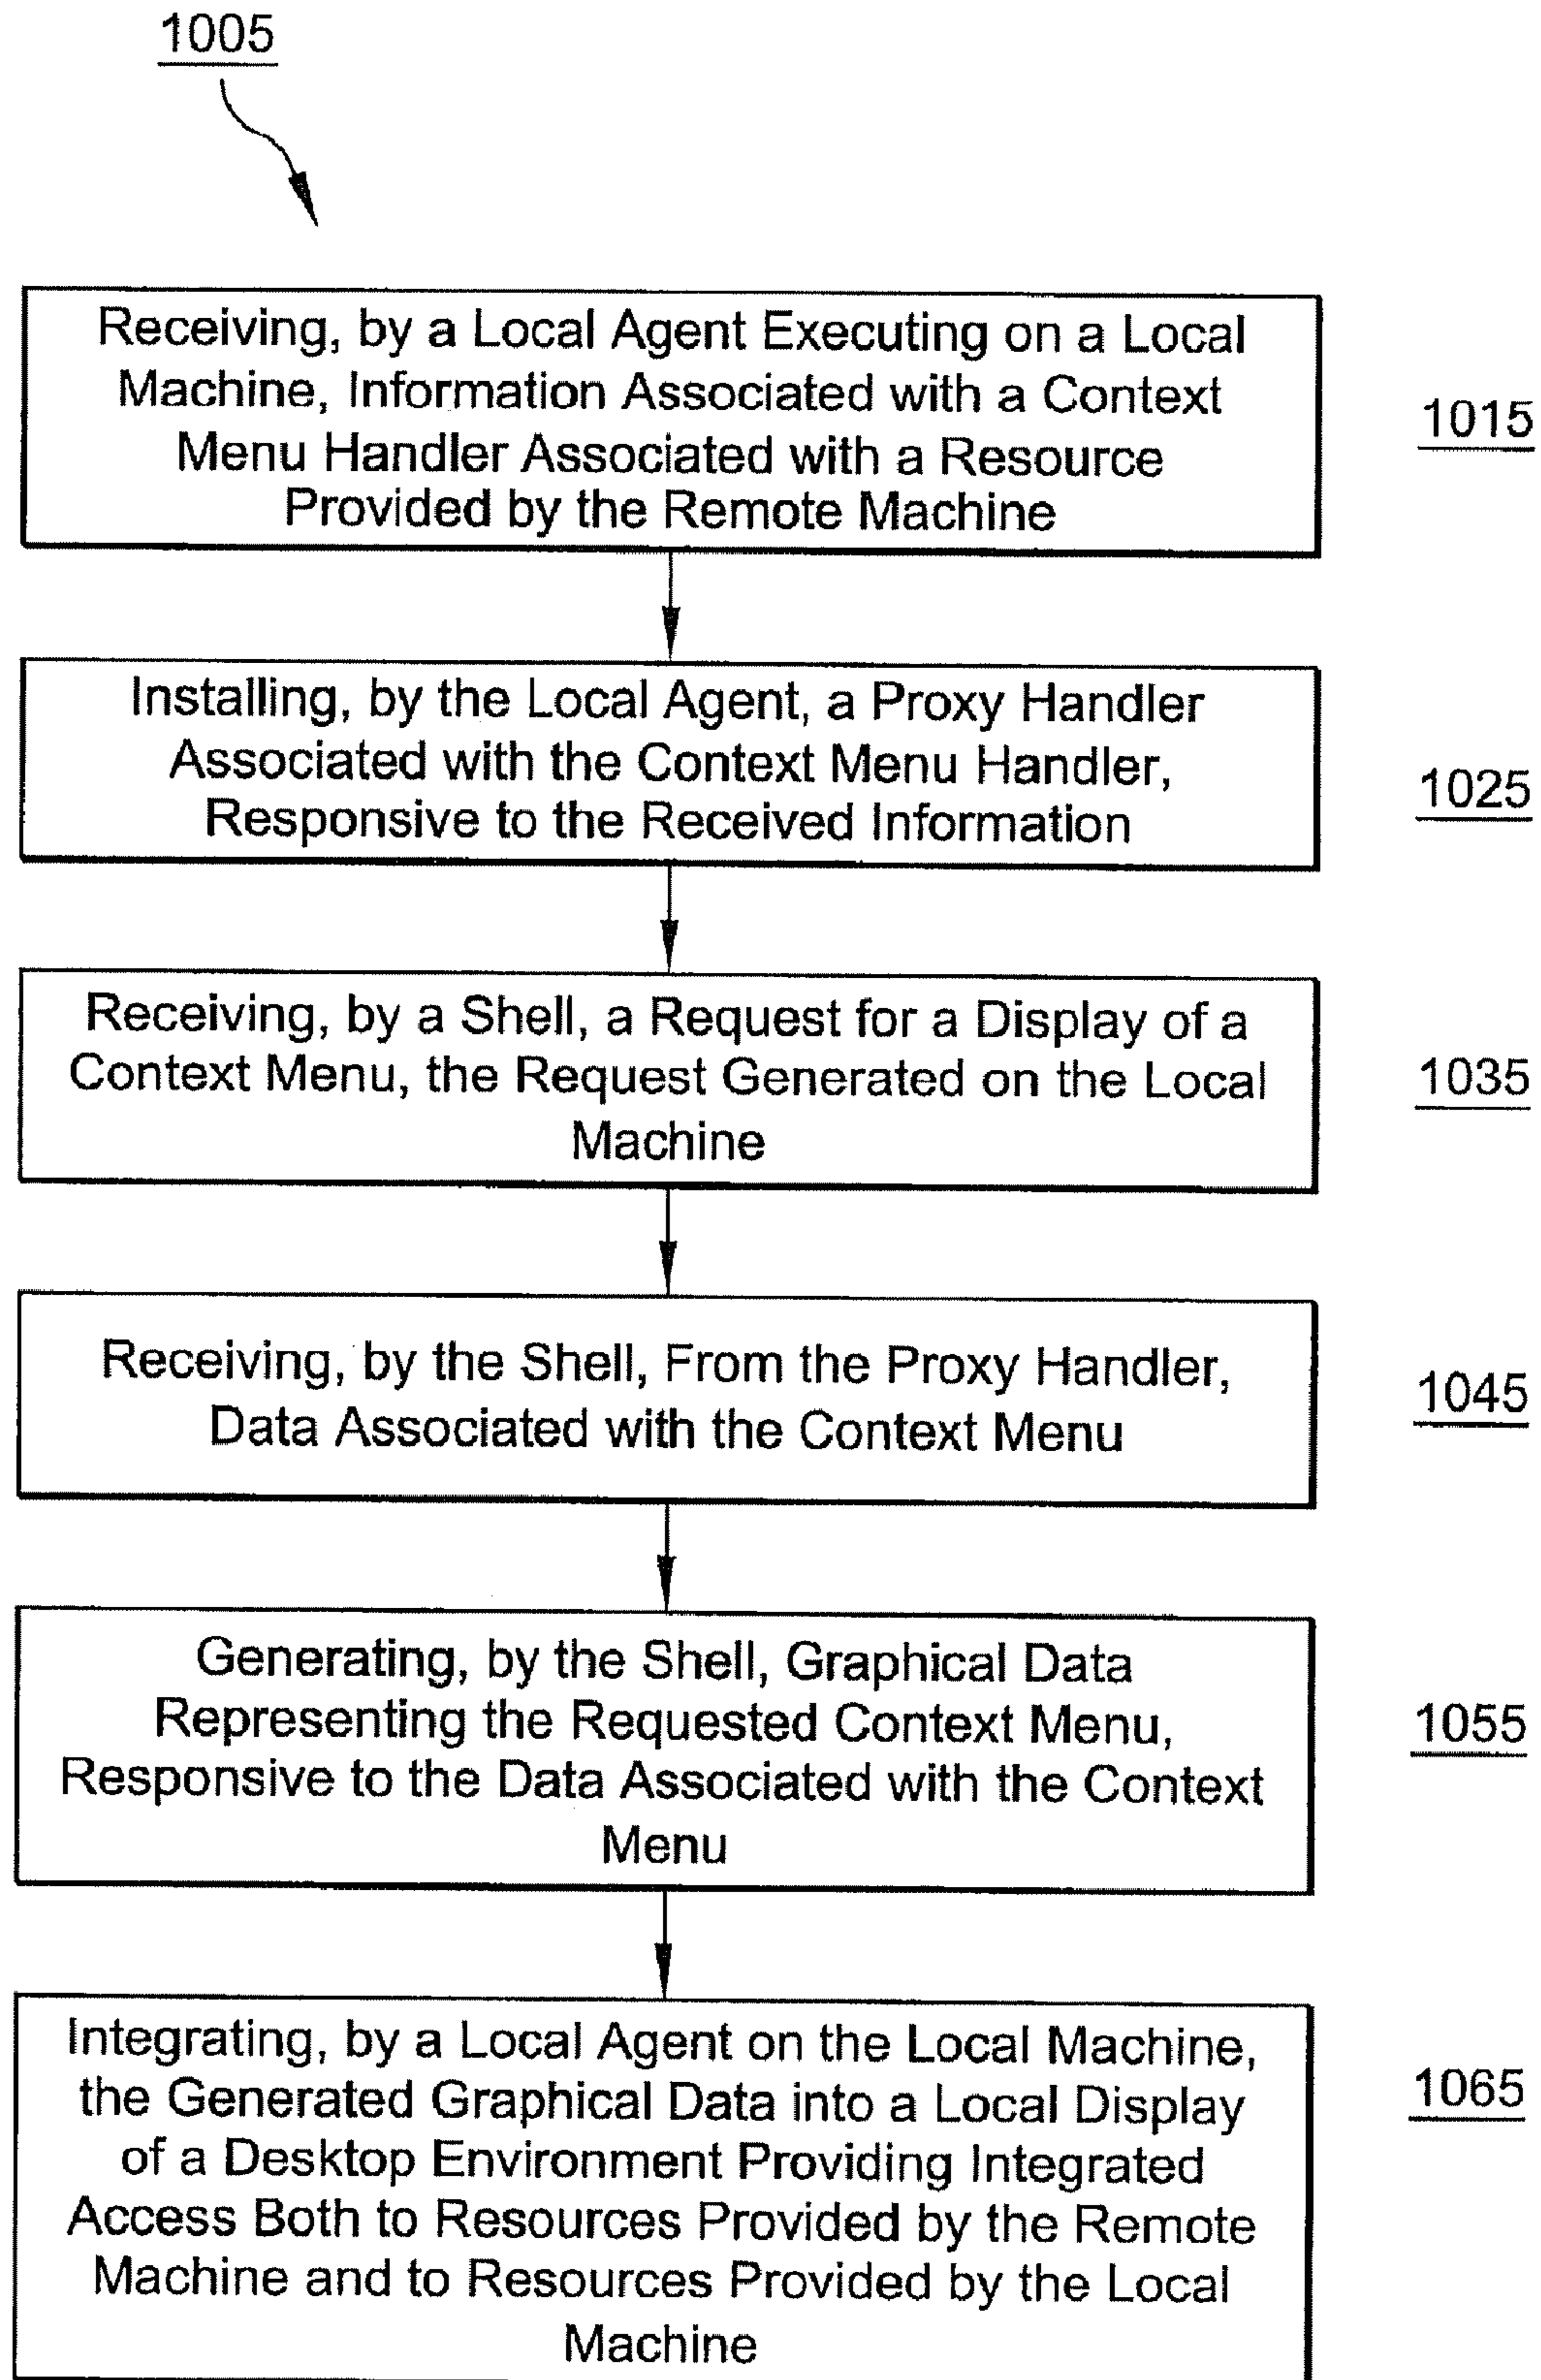 1005
Receiving, by a Local Agent Executing on a Local
Machine, Information Associated with a Context
Menu Handler Associated with a Resource
Provided by the Remote Machine
1015
Installing, by the Local Agent, a Proxy Handler
Associated with the Context Menu Handler,
Responsive to the Received Information
1025
Receiving, by a Shell, a Request for a Display of a
Context Menu, the Request Generated on the Local
Machine
1035
Receiving, by the Shell, From the Proxy Handler,
Data Associated with the Context Menu
1045
Generating, by the Shell, Graphical Data
Representing the Requested Context Menu,
Responsive to the Data Associated with the Context
Menu
1055
Integrating, by a Local Agent on the Local Machine,
the Generated Graphical Data into a Local Display
of a Desktop Environment Providing Integrated
Access Both to Resources Provided by the Remote
Machine and to Resources Provided by the Local
Machine
1065